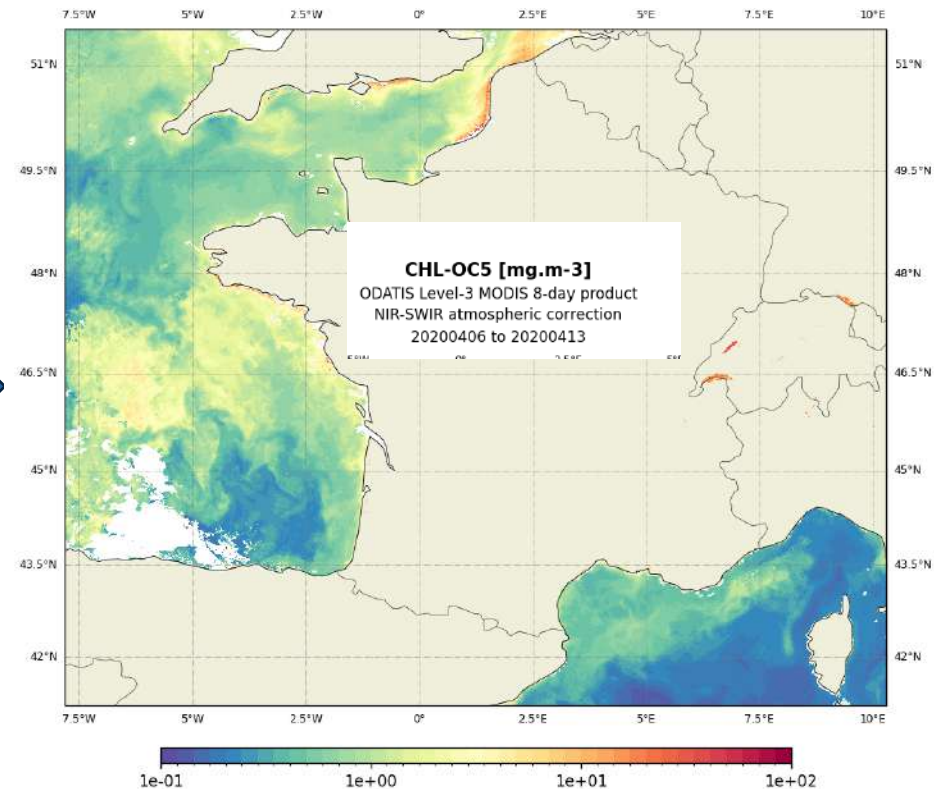 7.5°W 5°W 2.5°W 0° 2.5°E 5°E 7.5°E 10°E
51°N 51°N
49.5°N 49.5°N
CHL-OC5 [mg.m-3]
48°N 48°N
ODATIS Level-3 MODIS 8-day product
NIR-SWIR atmospheric correction
20200406 to 20200413
46.5°N 46.5°N
45°N 45°N
43.5°N 43.5°N
42°N 42°N
7.5°W 5°W 2.5°W 0° 2.5°E 5°E 7.5°E 10°E
1e-01 1e+00 1e+01 1e+02